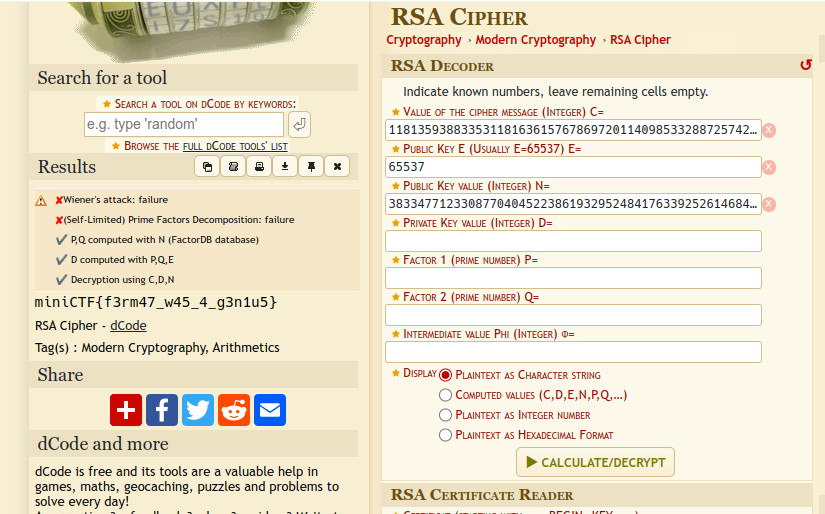 Search for a tool
★ Search a tool on dCode by keywords:
e.g. type 'random'
★ Browse the full dCode tools' list
Results
✘Wiener's attack: failure
✘(Self-Limited) Prime Factors Decomposition: failure
✔ P,Q computed with N (FactorDB database)
✔ D computed with P,Q,E
✔ Decryption using C,D,N
miniCTF{f3rm47_w45_4_g3n1u5}
RSA Cipher - dCode
Tag(s) : Modern Cryptography, Arithmetics
Share
dCode and more
dCode is free and its tools are a valuable help in
games, maths, geocaching, puzzles and problems to
solve every day!
RSA Cipher
Cryptography › Modern Cryptography › RSA Cipher
RSA Decoder
Indicate known numbers, leave remaining cells empty.
★ Value of the cipher message (Integer) C=
11813593883353118163615767869720114098533288725742…
★ Public Key E (Usually E=65537) E=
65537
★ Public Key value (Integer) N=
38334771233087704045223861932952484176339252614684…
★ Private Key value (Integer) D=
★ Factor 1 (prime number) P=
★ Factor 2 (prime number) Q=
★ Intermediate value Phi (Integer) Φ=
★ Display
Plaintext as Character string
Computed values (C,D,E,N,P,Q,...)
Plaintext as Integer number
Plaintext as Hexadecimal Format
▶ Calculate/Decrypt
RSA Certificate Reader